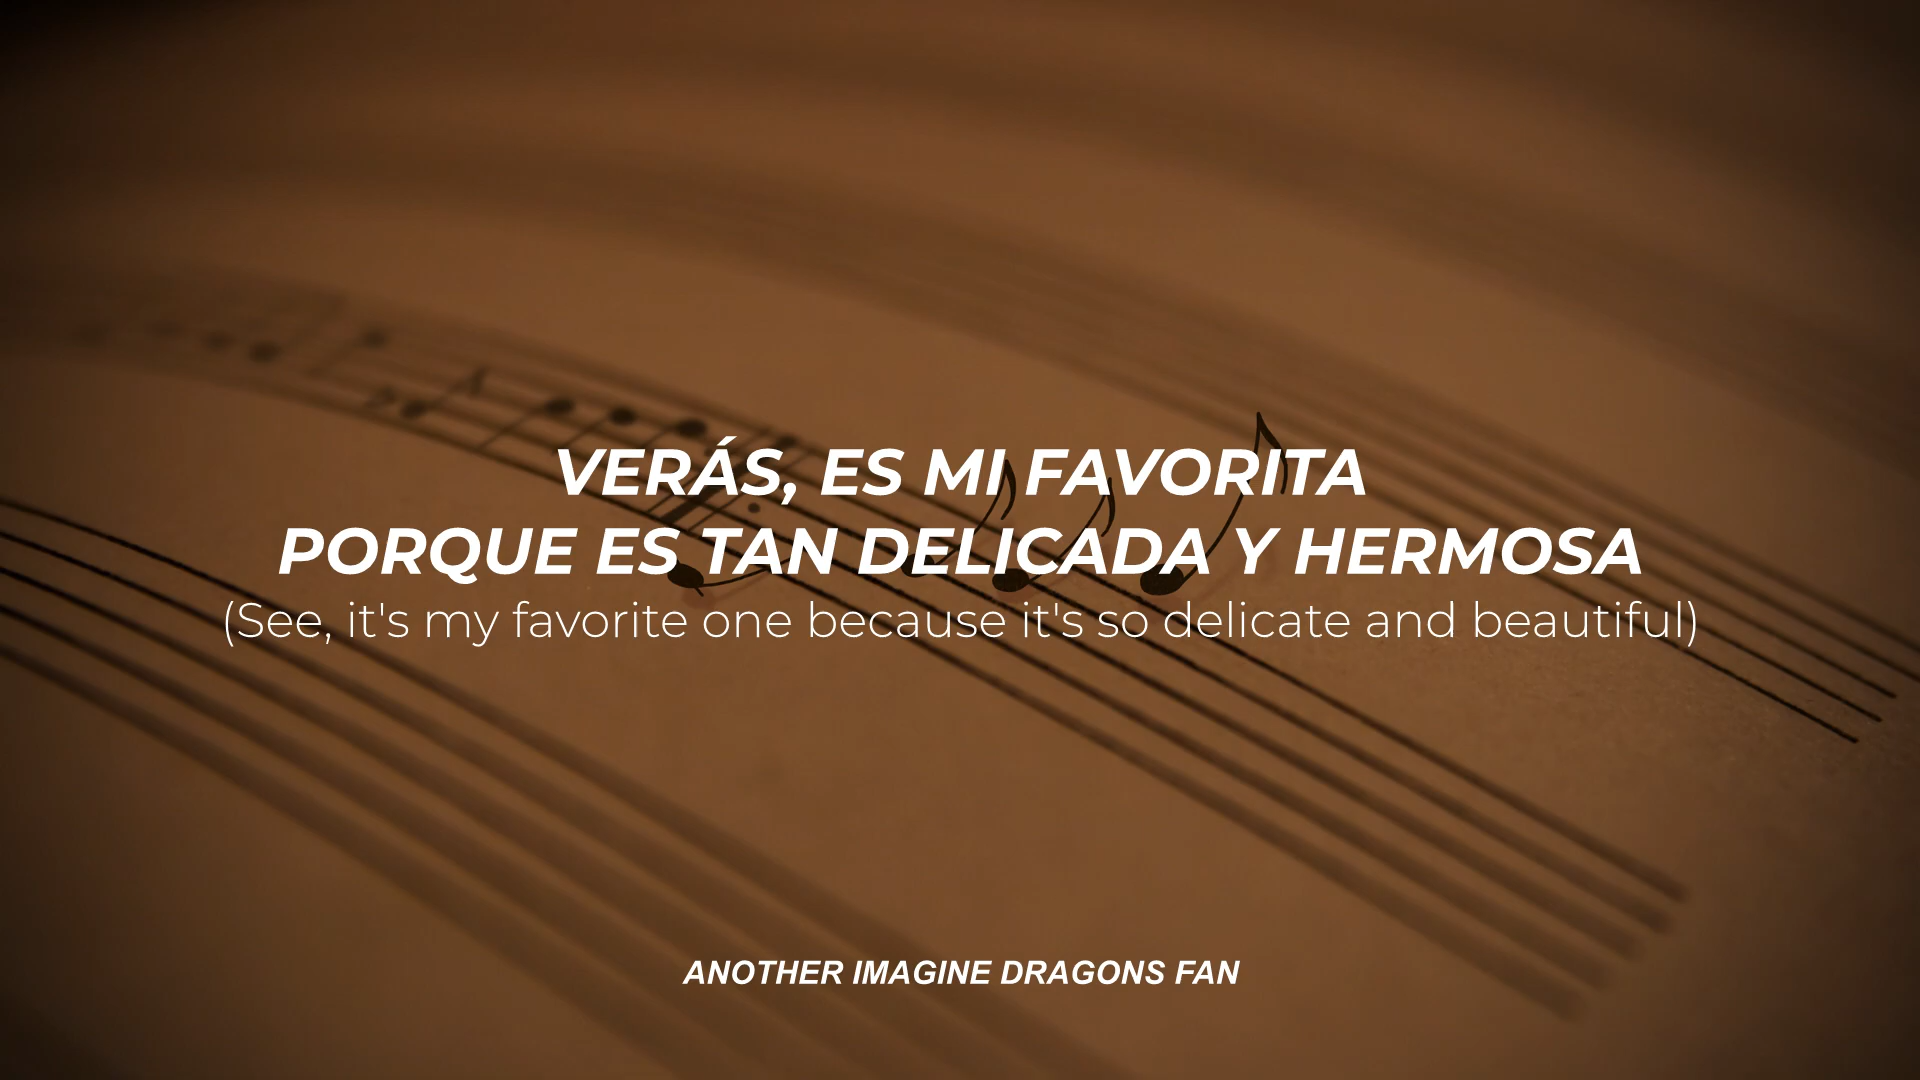 VERÁS, ES MI FAVORITA
PORQUE ES TAN DELICADA Y HERMOSA
(See, it's my favorite one because it's so delicate and beautiful)
ANOTHER IMAGINE DRAGONS FAN